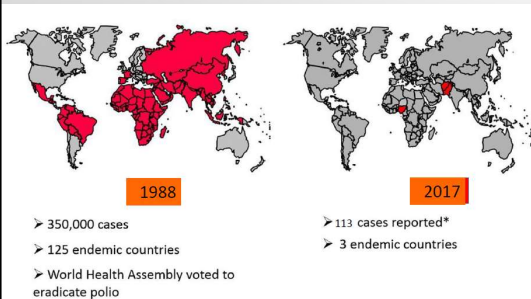 1988
➢ 350,000 cases
➢ 125 endemic countries
➢ World Health Assembly voted to
eradicate polio
2017
➢ 113 cases reported*
➢ 3 endemic countries